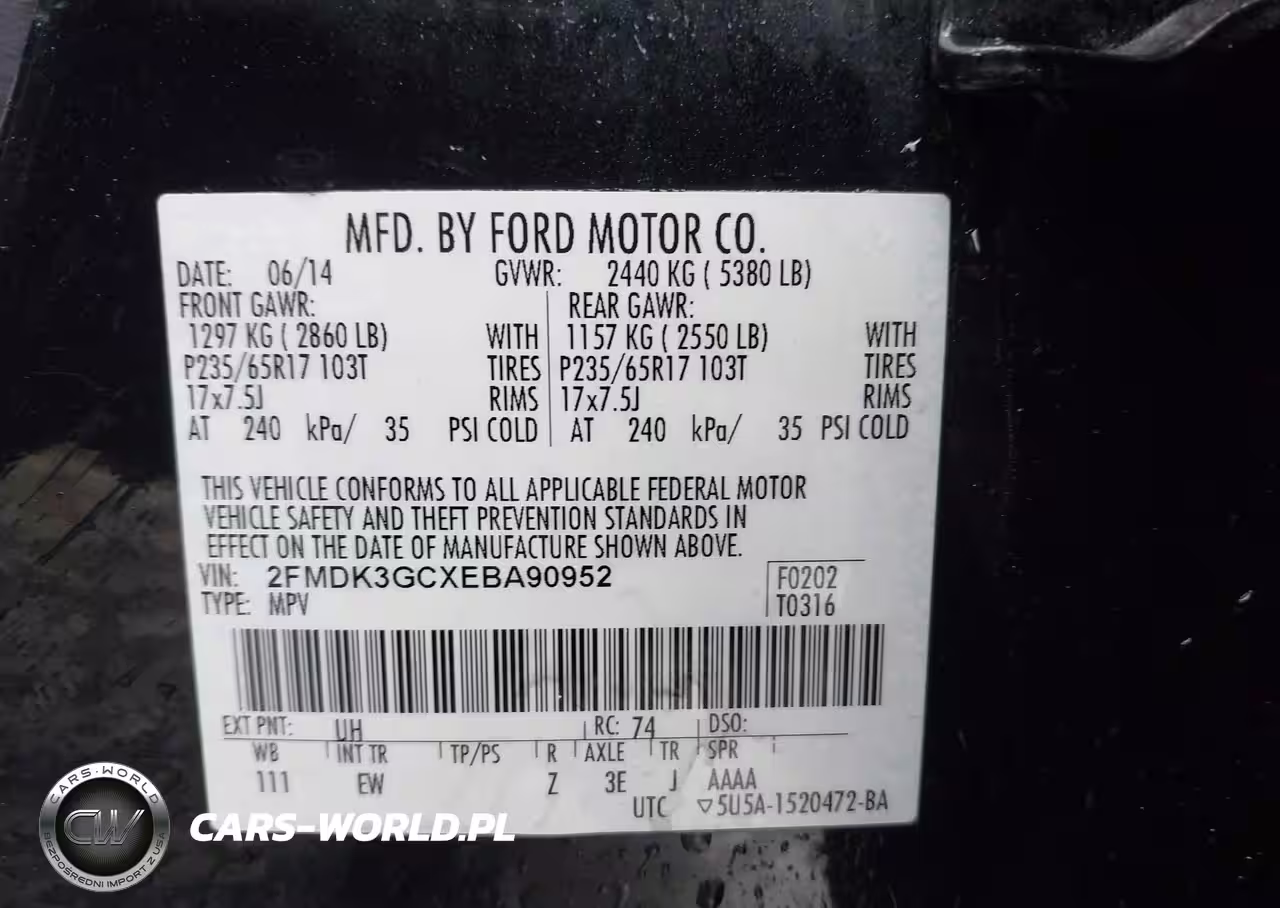 MFD. BY FORD MOTOR CO.
DATE: 06/14 GVWR: 2440 KG ( 5380 LB)
FRONT GAWR: REAR GAWR:
1297 KG ( 2860 LB) WITH 1157 KG ( 2550 LB) WITH
P235/65R17 103T TIRES P235/65R17 103T TIRES
17x7.5J RIMS 17x7.5J RIMS
AT 240 kPa/ 35 PSI COLD AT 240 kPa/ 35 PSI COLD
THIS VEHICLE CONFORMS TO ALL APPLICABLE FEDERAL MOTOR
VEHICLE SAFETY AND THEFT PREVENTION STANDARDS IN
EFFECT ON THE DATE OF MANUFACTURE SHOWN ABOVE.
VIN: 2FMDK3GCXEBA90952 F0202
TYPE: MPV T0316
EXT PNT: UH RC: 74 DSO:
WB INT TR TP/PS R AXLE TR SPR
111 EW Z 3E J AAAA
UTC ▽5U5A-1520472-BA
CARS-WORLD
CW
BEZPOŚREDNI IMPORT Z USA
CARS-WORLD.PL